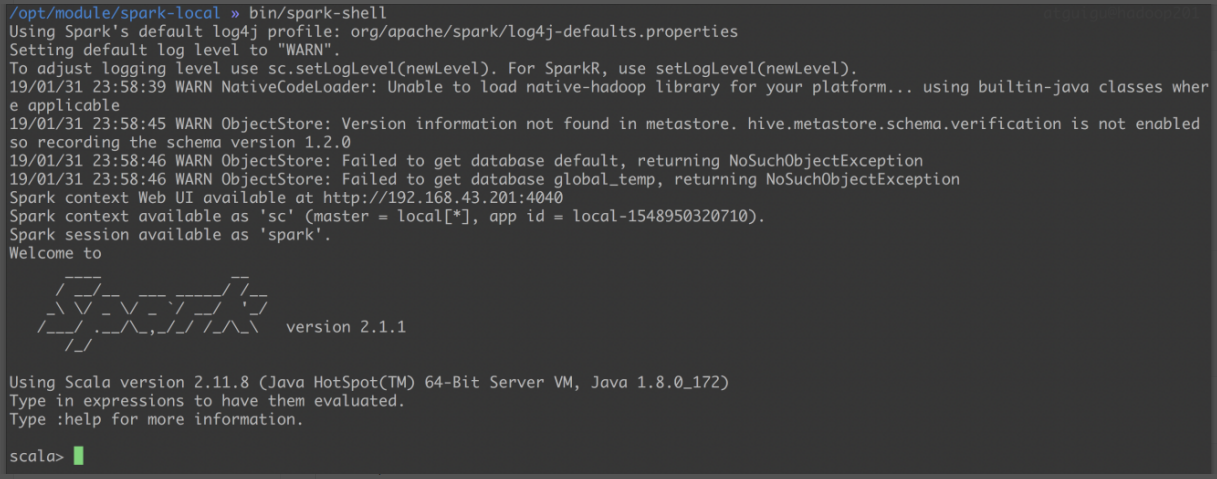 /opt/module/spark-local » bin/spark-shell
Using Spark's default log4j profile: org/apache/spark/log4j-defaults.properties
Setting default log level to "WARN".
To adjust logging level use sc.setLogLevel(newLevel). For SparkR, use setLogLevel(newLevel).
19/01/31 23:58:39 WARN NativeCodeLoader: Unable to load native-hadoop library for your platform... using builtin-java classes wher
e applicable
19/01/31 23:58:45 WARN ObjectStore: Version information not found in metastore. hive.metastore.schema.verification is not enabled
so recording the schema version 1.2.0
19/01/31 23:58:46 WARN ObjectStore: Failed to get database default, returning NoSuchObjectException
19/01/31 23:58:46 WARN ObjectStore: Failed to get database global_temp, returning NoSuchObjectException
Spark context Web UI available at http://192.168.43.201:4040
Spark context available as 'sc' (master = local[*], app id = local-1548950320710).
Spark session available as 'spark'.
Welcome to
Spark version 2.1.1
Using Scala version 2.11.8 (Java HotSpot(TM) 64-Bit Server VM, Java 1.8.0_172)
Type in expressions to have them evaluated.
Type :help for more information.
scala>